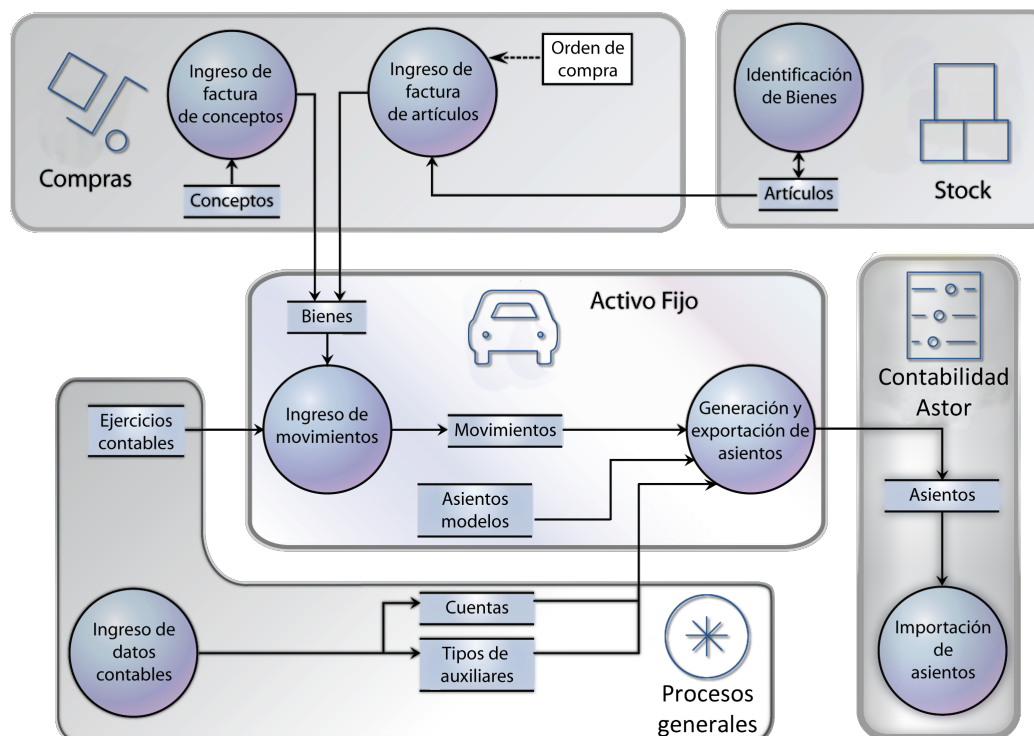 Ingreso de
factura
de conceptos
Ingreso de
factura
de artículos
Orden de
compra
Compras
Conceptos
Identificación
de Bienes
Artículos
Stock
Bienes
Activo Fijo
Ejercicios
contables
Ingreso de
movimientos
Movimientos
Generación y
exportación de
asientos
Asientos
modelos
Contabilidad
Astor
Asientos
Importación
de
asientos
Ingreso de
datos
contables
Cuentas
Tipos de
auxiliares
Procesos
generales